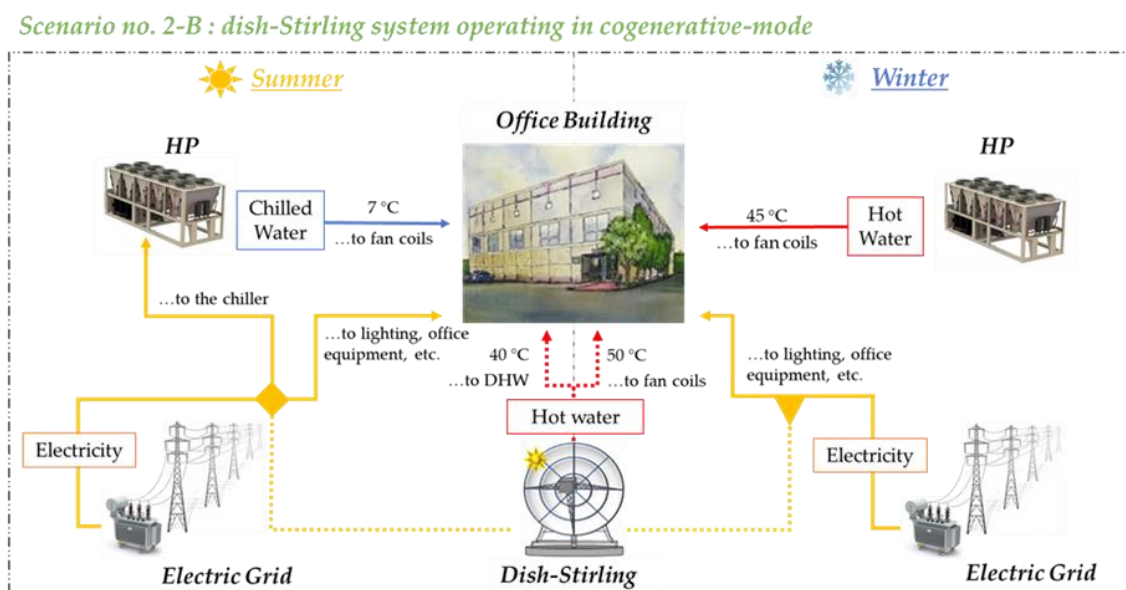 Scenario no. 2-B : dish-Stirling system operating in cogenerative-mode
Summer
Winter
Office Building
HP
HP
Chilled
Water
7 °C
…to fan coils
45 °C
…to fan coils
Hot
Water
…to the chiller
…to lighting, office
equipment, etc.
40 °C
…to DHW
50 °C
…to fan coils
…to lighting, office
equipment, etc.
Hot water
Electricity
Electricity
Electric Grid
Dish-Stirling
Electric Grid